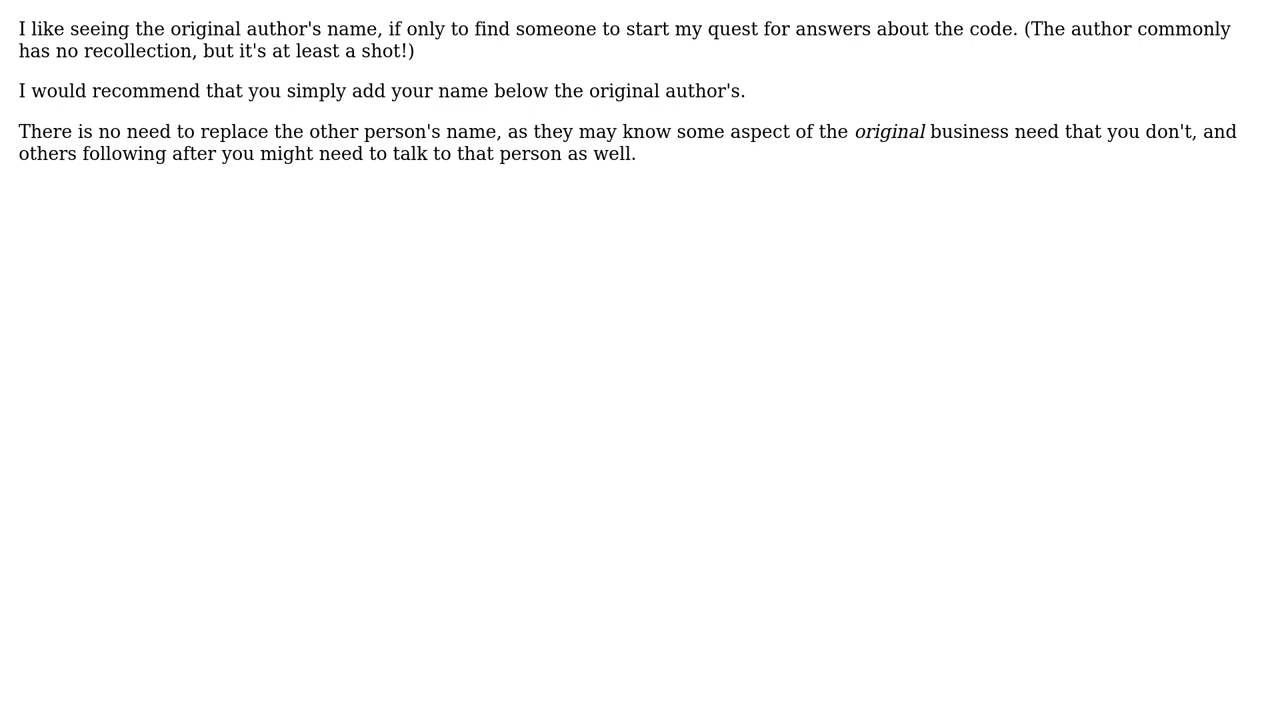 I like seeing the original author's name, if only to find someone to start my quest for answers about the code. (The author commonly
has no recollection, but it's at least a shot!)
I would recommend that you simply add your name below the original author's.
There is no need to replace the other person's name, as they may know some aspect of the original business need that you don't, and
others following after you might need to talk to that person as well.